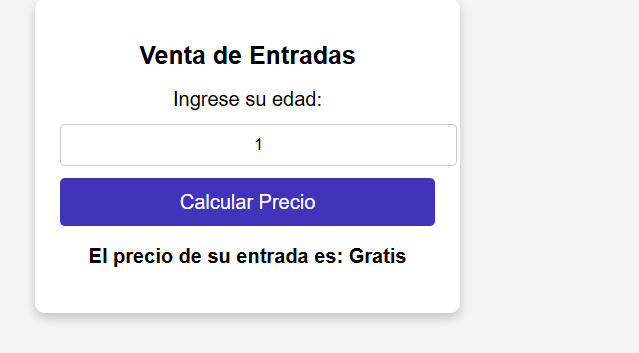 Venta de Entradas
Ingrese su edad:
1
Calcular Precio
El precio de su entrada es: Gratis